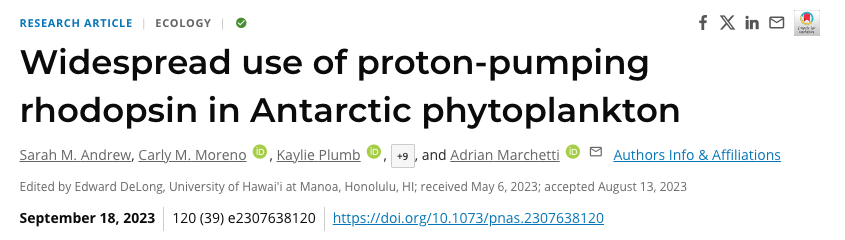 RESEARCH ARTICLE | ECOLOGY |
Widespread use of proton-pumping
rhodopsin in Antarctic phytoplankton
Sarah M. Andrew, Carly M. Moreno iD, Kaylie Plumb iD, +9, and Adrian Marchetti iD Authors Info & Affiliations
Edited by Edward DeLong, University of Hawai'i at Manoa, Honolulu, HI; received May 6, 2023; accepted August 13, 2023
September 18, 2023 | 120 (39) e2307638120 | https://doi.org/10.1073/pnas.2307638120